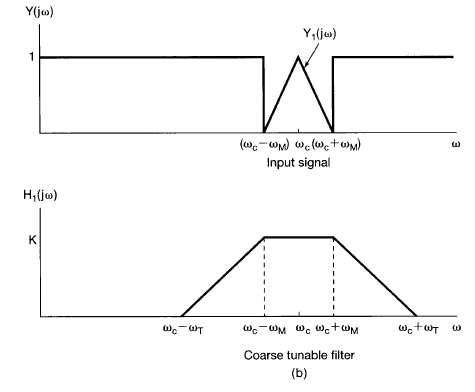 Y(jω)
Y₁(jω)
1
(ω_c−ω_M) ω_c (ω_c+ω_M) ω
Input signal
H₁(jω)
K
ω_c−ω_T ω_c−ω_M ω_c ω_c+ω_M ω_c+ω_T ω
Coarse tunable filter
(b)